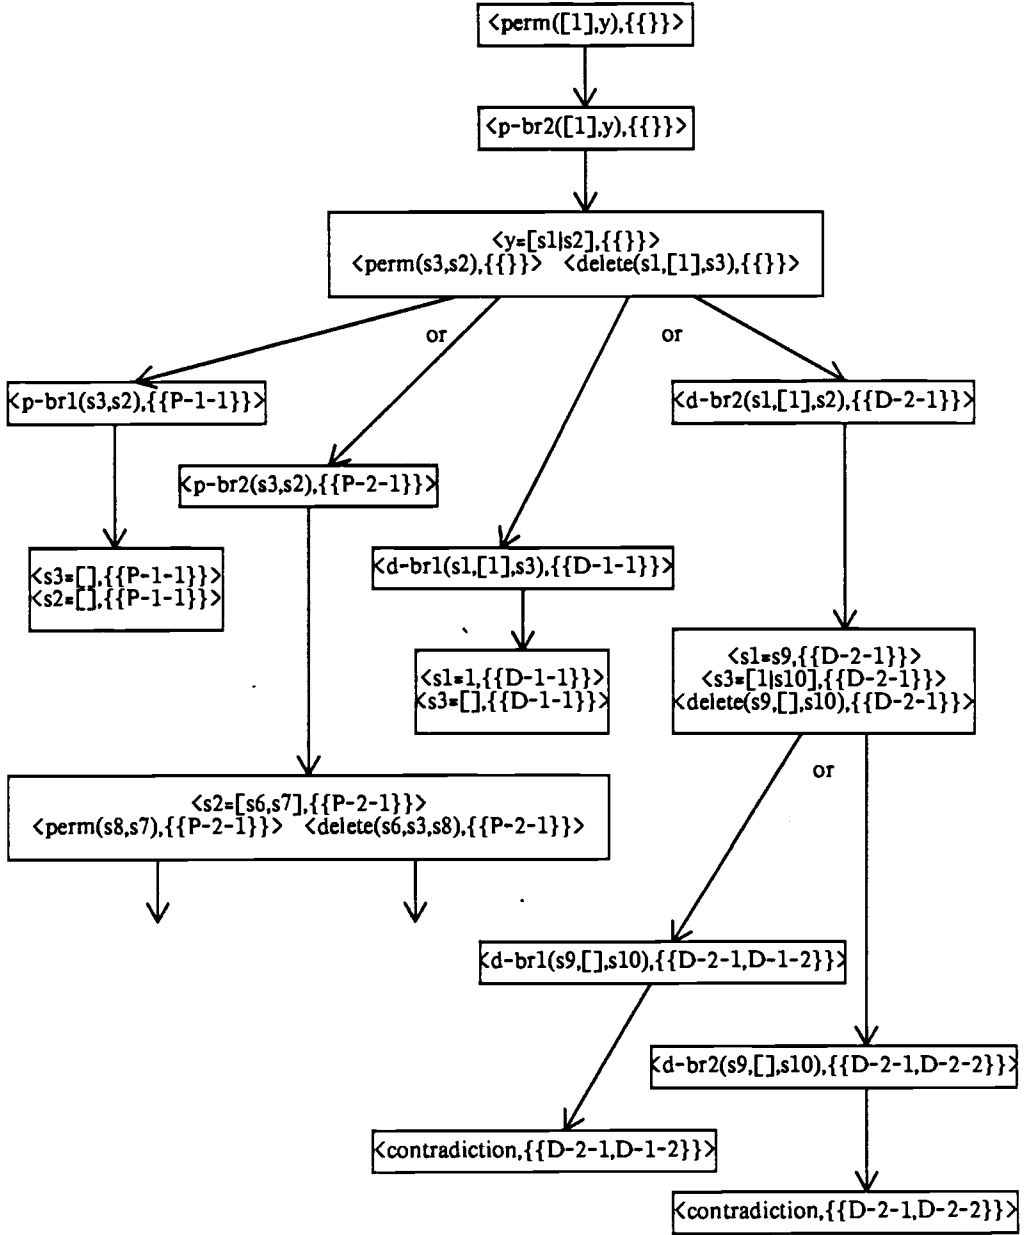 <perm([1],y),{{}}>
<p-br2([1],y),{{}}>
<y=[s1|s2],{{}}>
<perm(s3,s2),{{}}> <delete(s1,[1],s3),{{}}>
or
or
<p-br1(s3,s2),{{P-1-1}}>
<d-br2(s1,[1],s2),{{D-2-1}}>
<p-br2(s3,s2),{{P-2-1}}>
<s3=[],{{P-1-1}}>
<s2=[],{{P-1-1}}>
<d-br1(s1,[1],s3),{{D-1-1}}>
<s1=1,{{D-1-1}}>
<s3=[],{{D-1-1}}>
<s1=s9,{{D-2-1}}>
<s3=[1|s10],{{D-2-1}}>
<delete(s9,[],s10),{{D-2-1}}>
or
<s2=[s6,s7],{{P-2-1}}>
<perm(s8,s7),{{P-2-1}}> <delete(s6,s3,s8),{{P-2-1}}>
<d-br1(s9,[],s10),{{D-2-1,D-1-2}}>
<d-br2(s9,[],s10),{{D-2-1,D-2-2}}>
<contradiction,{{D-2-1,D-1-2}}>
<contradiction,{{D-2-1,D-2-2}}>